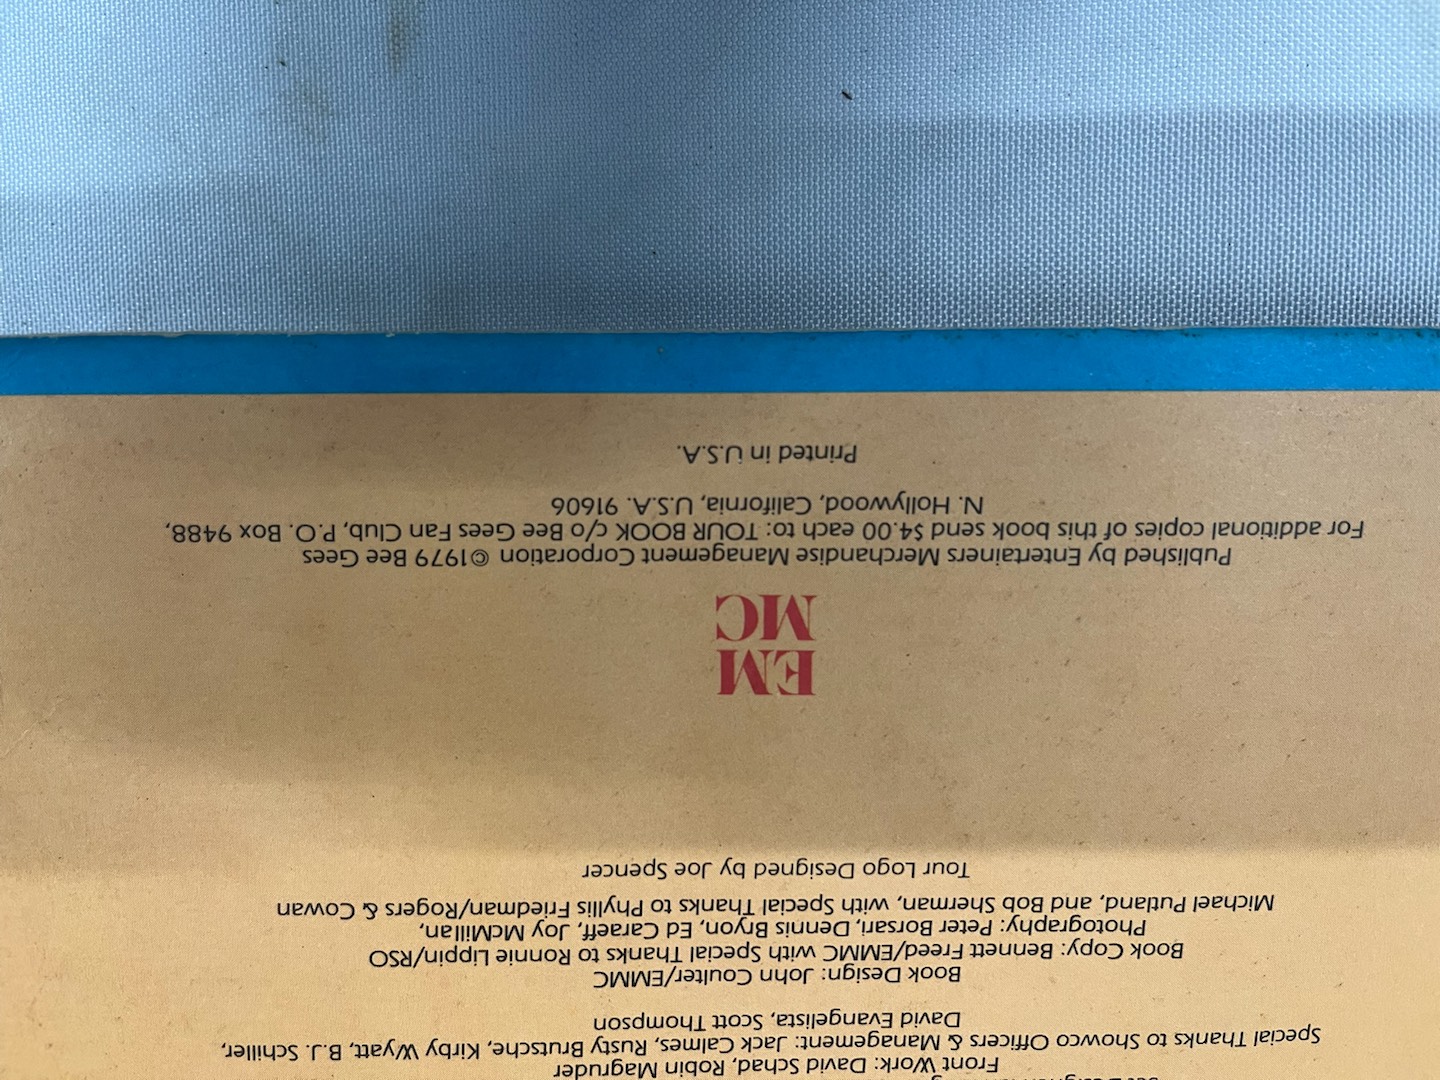 Front Work: David Schad, Robin Magruder
Special Thanks to Showco Officers & Management: Jack Calmes, Rusty Brutsche, Kirby Wyatt, B.J. Schiller,
David Evangelista, Scott Thompson
Book Design: John Coulter/EMMC
Book Copy: Bennett Freed/EMMC with Special Thanks to Ronnie Lippin/RSO
Photography: Peter Borsari, Dennis Bryon, Ed Caraeff, Joy McMillan,
Michael Putland, and Bob Sherman, with Special Thanks to Phyllis Friedman/Rogers & Cowan
Tour Logo Designed by Joe Spencer
EM
MC
Published by Entertainers Merchandise Management Corporation ©1979 Bee Gees
For additional copies of this book send $4.00 each to: TOUR BOOK c/o Bee Gees Fan Club, P.O. Box 9488,
N. Hollywood, California, U.S.A. 91606
Printed in U.S.A.